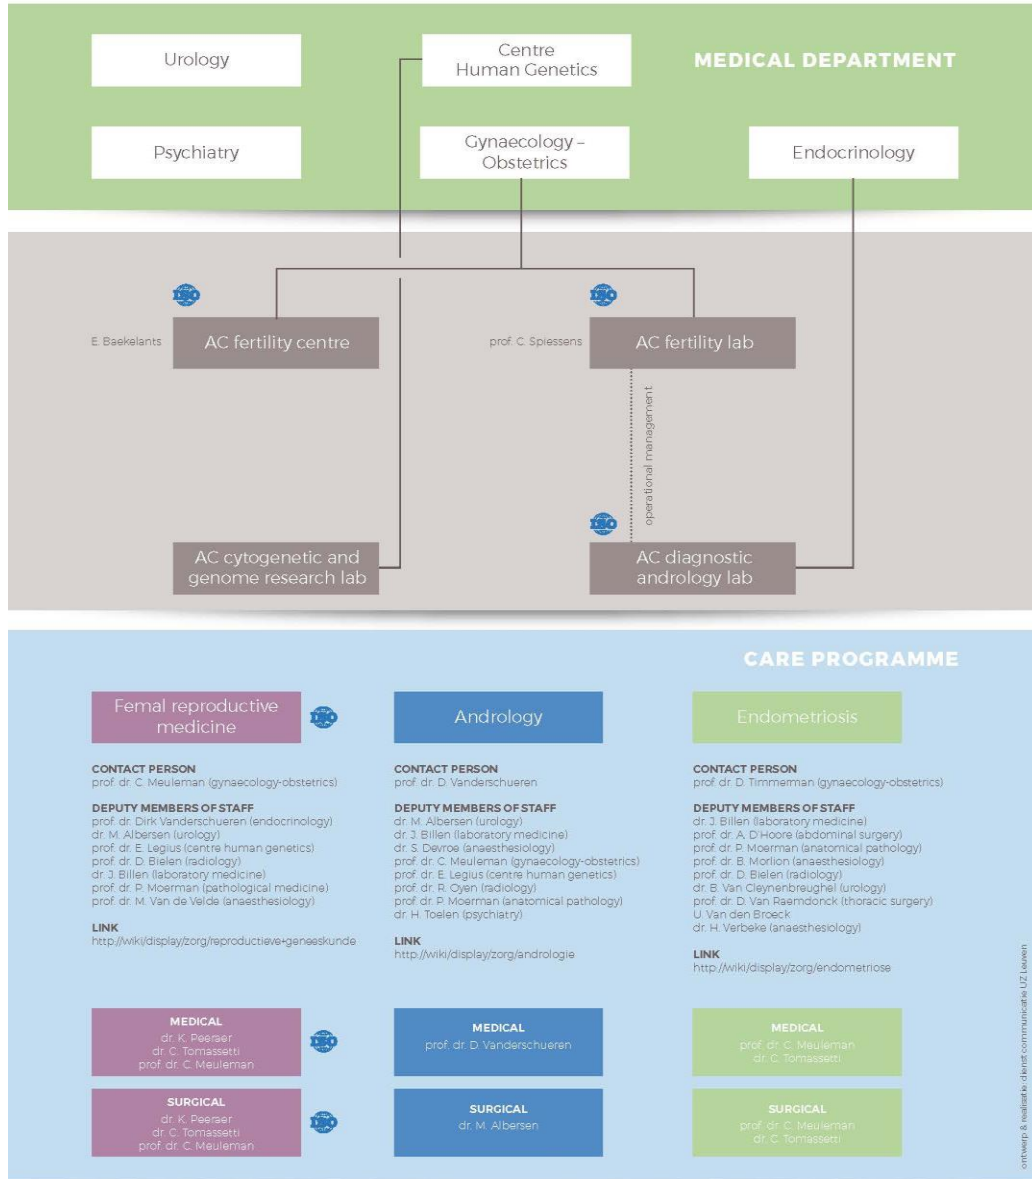 Urology
Centre
Human Genetics
MEDICAL DEPARTMENT
Psychiatry
Gynaecology –
Obstetrics
Endocrinology
ISO
ISO
E. Baekelants
AC fertility centre
prof. C. Spiessens
AC fertility lab
operational management
ISO
AC cytogenetic and
genome research lab
AC diagnostic
andrology lab
CARE PROGRAMME
Femal reproductive
medicine
ISO
Andrology
Endometriosis
CONTACT PERSON
prof. dr. C. Meuleman (gynaecology-obstetrics)
DEPUTY MEMBERS OF STAFF
prof. dr. Dirk Vanderschueren (endocrinology)
dr. M. Albersen (urology)
prof. dr. E. Legius (centre human genetics)
prof. dr. D. Bielen (radiology)
dr. J. Billen (laboratory medicine)
prof. dr. P. Moerman (pathological medicine)
prof. dr. M. Van de Velde (anaesthesiology)
LINK
http://wiki/display/zorg/reproductieve+geneeskunde
CONTACT PERSON
prof. dr. D. Vanderschueren
DEPUTY MEMBERS OF STAFF
dr. M. Albersen (urology)
dr. J. Billen (laboratory medicine)
dr. S. Devroe (anaesthesiology)
prof. dr. C. Meuleman (gynaecology-obstetrics)
prof. dr. E. Legius (centre human genetics)
prof. dr. R. Oyen (radiology)
prof. dr. P. Moerman (anatomical pathology)
dr. H. Toelen (psychiatry)
LINK
http://wiki/display/zorg/andrologie
CONTACT PERSON
prof. dr. D. Timmerman (gynaecology-obstetrics)
DEPUTY MEMBERS OF STAFF
dr. J. Billen (laboratory medicine)
prof. dr. A. D'Hoore (abdominal surgery)
prof. dr. P. Moerman (anatomical pathology)
prof. dr. B. Morlion (anaesthesiology)
prof. dr. D. Bielen (radiology)
dr. B. Van Cleynenbreughel (urology)
prof. dr. D. Van Raemdonck (thoracic surgery)
U. Van den Broeck
dr. H. Verbeke (anaesthesiology)
LINK
http://wiki/display/zorg/endometriose
MEDICAL
dr. K. Peeraer
dr. C. Tomassetti
prof. dr. C. Meuleman
ISO
MEDICAL
prof. dr. D. Vanderschueren
MEDICAL
prof. dr. C. Meuleman
dr. C. Tomassetti
SURGICAL
dr. K. Peeraer
dr. C. Tomassetti
prof. dr. C. Meuleman
ISO
SURGICAL
dr. M. Albersen
SURGICAL
prof. dr. C. Meuleman
dr. C. Tomassetti
ontwerp & realisatie: dienst communicatie UZ Leuven